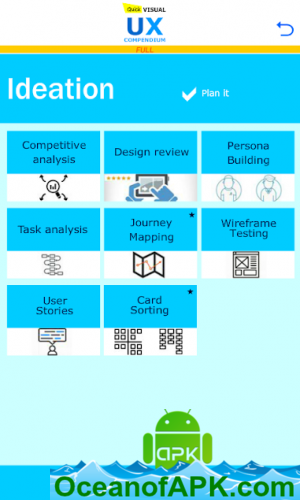 Quick VISUAL
UX
COMPENDIUM
FULL
Ideation
Plan it
Competitive
analysis
Design review
Persona
Building
Task analysis
Journey
Mapping
Wireframe
Testing
User
Stories
Card
Sorting
APK
OceanofAPK.com